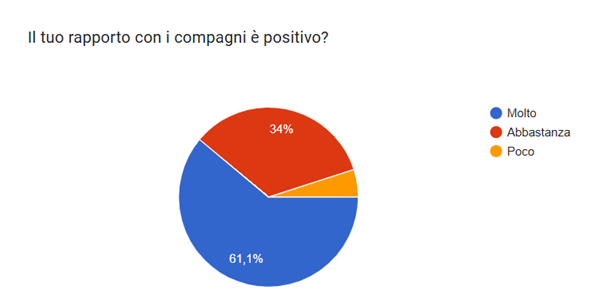 Il tuo rapporto con i compagni è positivo?
34%
61,1%
Molto
Abbastanza
Poco